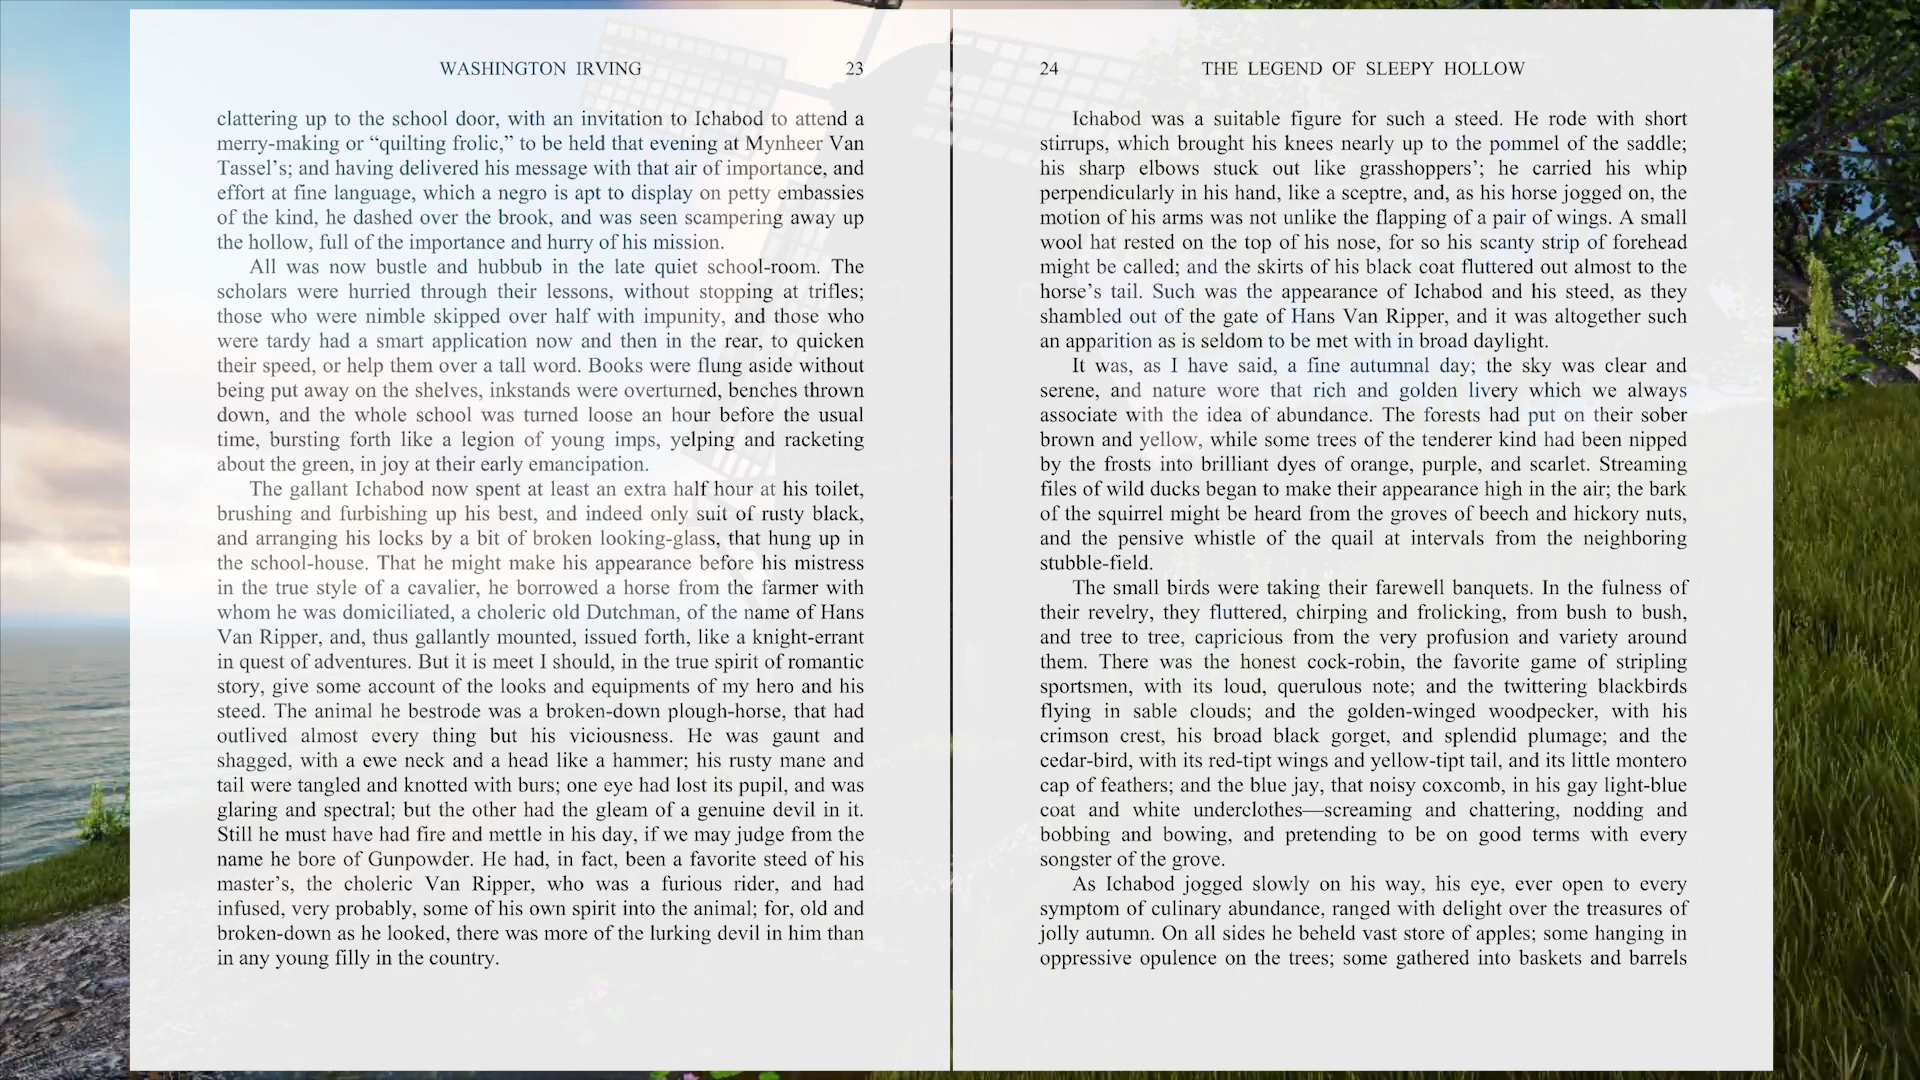 WASHINGTON IRVING 23
clattering up to the school door, with an invitation to Ichabod to attend a
merry-making or “quilting frolic,” to be held that evening at Mynheer Van
Tassel’s; and having delivered his message with that air of importance, and
effort at fine language, which a negro is apt to display on petty embassies
of the kind, he dashed over the brook, and was seen scampering away up
the hollow, full of the importance and hurry of his mission.
All was now bustle and hubbub in the late quiet school-room. The
scholars were hurried through their lessons, without stopping at trifles;
those who were nimble skipped over half with impunity, and those who
were tardy had a smart application now and then in the rear, to quicken
their speed, or help them over a tall word. Books were flung aside without
being put away on the shelves, inkstands were overturned, benches thrown
down, and the whole school was turned loose an hour before the usual
time, bursting forth like a legion of young imps, yelping and racketing
about the green, in joy at their early emancipation.
The gallant Ichabod now spent at least an extra half hour at his toilet,
brushing and furbishing up his best, and indeed only suit of rusty black,
and arranging his locks by a bit of broken looking-glass, that hung up in
the school-house. That he might make his appearance before his mistress
in the true style of a cavalier, he borrowed a horse from the farmer with
whom he was domiciliated, a choleric old Dutchman, of the name of Hans
Van Ripper, and, thus gallantly mounted, issued forth, like a knight-errant
in quest of adventures. But it is meet I should, in the true spirit of romantic
story, give some account of the looks and equipments of my hero and his
steed. The animal he bestrode was a broken-down plough-horse, that had
outlived almost every thing but his viciousness. He was gaunt and
shagged, with a ewe neck and a head like a hammer; his rusty mane and
tail were tangled and knotted with burs; one eye had lost its pupil, and was
glaring and spectral; but the other had the gleam of a genuine devil in it.
Still he must have had fire and mettle in his day, if we may judge from the
name he bore of Gunpowder. He had, in fact, been a favorite steed of his
master’s, the choleric Van Ripper, who was a furious rider, and had
infused, very probably, some of his own spirit into the animal; for, old and
broken-down as he looked, there was more of the lurking devil in him than
in any young filly in the country.
24 THE LEGEND OF SLEEPY HOLLOW
Ichabod was a suitable figure for such a steed. He rode with short
stirrups, which brought his knees nearly up to the pommel of the saddle;
his sharp elbows stuck out like grasshoppers’; he carried his whip
perpendicularly in his hand, like a sceptre, and, as his horse jogged on, the
motion of his arms was not unlike the flapping of a pair of wings. A small
wool hat rested on the top of his nose, for so his scanty strip of forehead
might be called; and the skirts of his black coat fluttered out almost to the
horse’s tail. Such was the appearance of Ichabod and his steed, as they
shambled out of the gate of Hans Van Ripper, and it was altogether such
an apparition as is seldom to be met with in broad daylight.
It was, as I have said, a fine autumnal day; the sky was clear and
serene, and nature wore that rich and golden livery which we always
associate with the idea of abundance. The forests had put on their sober
brown and yellow, while some trees of the tenderer kind had been nipped
by the frosts into brilliant dyes of orange, purple, and scarlet. Streaming
files of wild ducks began to make their appearance high in the air; the bark
of the squirrel might be heard from the groves of beech and hickory nuts,
and the pensive whistle of the quail at intervals from the neighboring
stubble-field.
The small birds were taking their farewell banquets. In the fulness of
their revelry, they fluttered, chirping and frolicking, from bush to bush,
and tree to tree, capricious from the very profusion and variety around
them. There was the honest cock-robin, the favorite game of stripling
sportsmen, with its loud, querulous note; and the twittering blackbirds
flying in sable clouds; and the golden-winged woodpecker, with his
crimson crest, his broad black gorget, and splendid plumage; and the
cedar-bird, with its red-tipt wings and yellow-tipt tail, and its little montero
cap of feathers; and the blue jay, that noisy coxcomb, in his gay light-blue
coat and white underclothes—screaming and chattering, nodding and
bobbing and bowing, and pretending to be on good terms with every
songster of the grove.
As Ichabod jogged slowly on his way, his eye, ever open to every
symptom of culinary abundance, ranged with delight over the treasures of
jolly autumn. On all sides he beheld vast store of apples; some hanging in
oppressive opulence on the trees; some gathered into baskets and barrels